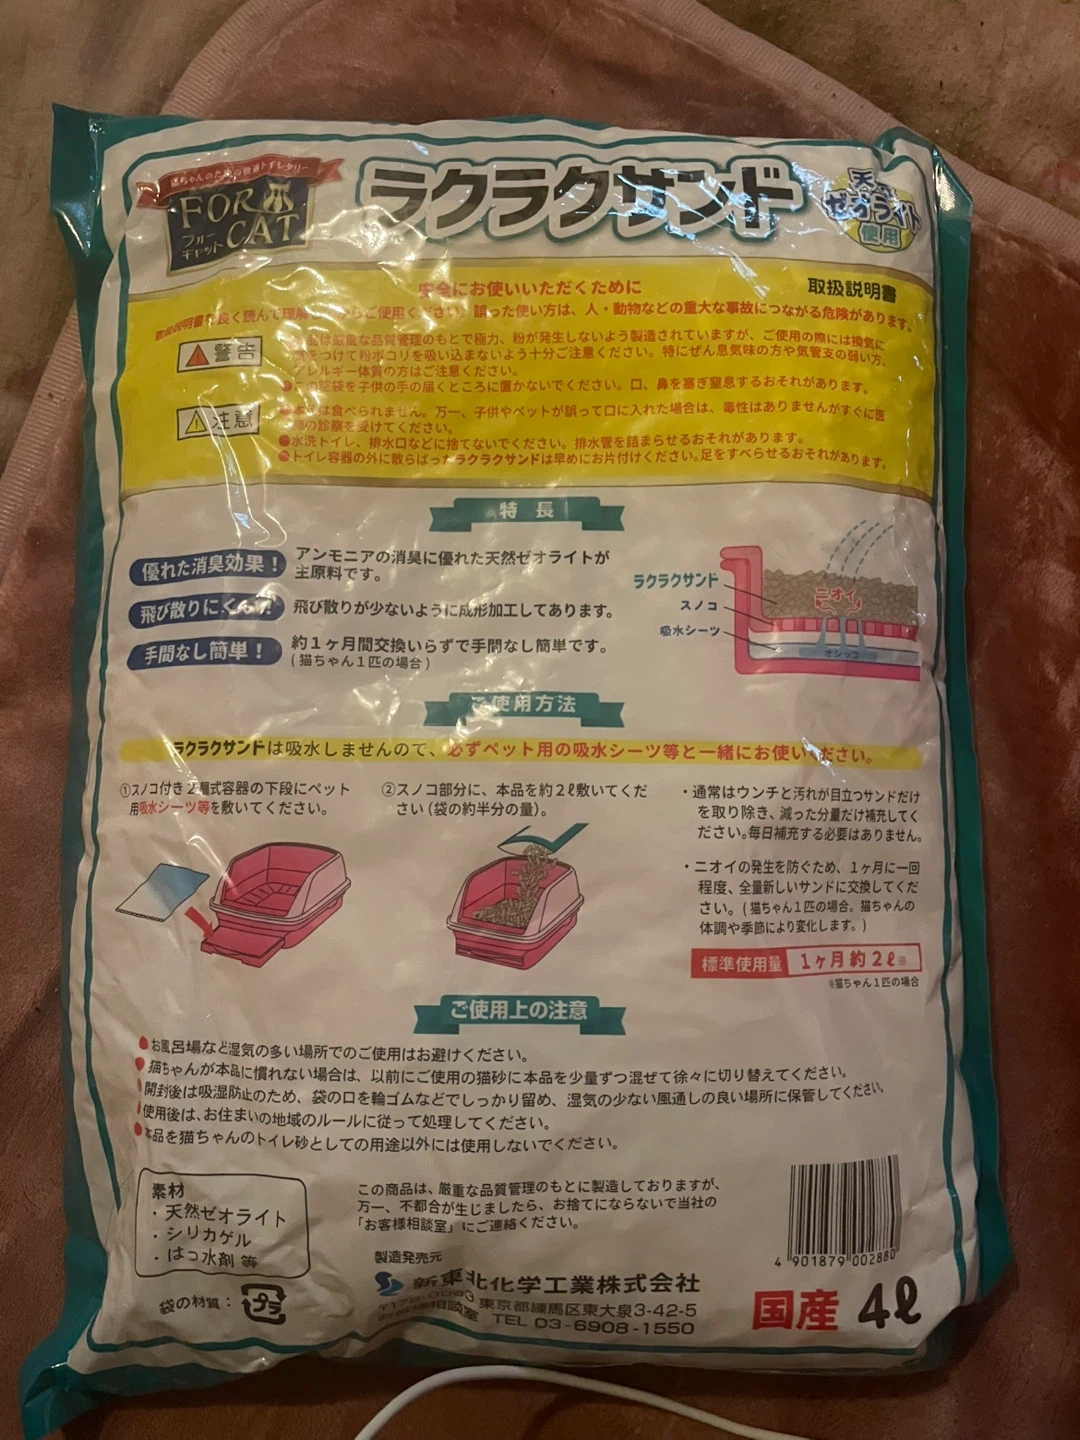 猫ちゃんのための快適トイレタリー
FOR CAT
フォーキャット
ラクラクサンド
天然
ゼオライト
使用
安全にお使いいただくために
取扱説明書
取扱説明書を良く読んで理解してからご使用ください。誤った使い方は、人・動物などの重大な事故につながる危険があります。
警告
品は厳重な品質管理のもとで極力、粉が発生しないよう製造されていますが、ご使用の際には換気に
気をつけて粉ボコリを吸い込まないよう十分ご注意ください。特にぜん息気味の方や気管支の弱い方、
アレルギー体質の方はご注意ください。
●この空袋を子供の手の届くところに置かないでください。口、鼻を塞ぎ窒息するおそれがあります。
注意
●本品は食べられません。万一、子供やペットが誤って口に入れた場合は、毒性はありませんがすぐに医
師の診察を受けてください。
●水洗トイレ、排水口などに捨てないでください。排水管を詰まらせるおそれがあります。
●トイレ容器の外に散らばったラクラクサンドは早めにお片付けください。足をすべらせるおそれがあります。
特長
優れた消臭効果!
アンモニアの消臭に優れた天然ゼオライトが
主原料です。
飛び散りにくい!
飛び散りが少ないように成形加工してあります。
手間なし簡単!
約1ヶ月間交換いらずで手間なし簡単です。
(猫ちゃん1匹の場合)
ラクラクサンド
スノコ
吸水シーツ
ニオイ
オシッコ
ご使用方法
ラクラクサンドは吸水しませんので、必ずペット用の吸水シーツ等と一緒にお使いください。
①スノコ付き2層式容器の下段にペット
用吸水シーツ等を敷いてください。
②スノコ部分に、本品を約2ℓ敷いてくだ
さい(袋の約半分の量)。
・通常はウンチと汚れが目立つサンドだけ
を取り除き、減った分量だけ補充してく
ださい。毎日補充する必要はありません。
・ニオイの発生を防ぐため、1ヶ月に一回
程度、全量新しいサンドに交換してくだ
さい。(猫ちゃん1匹の場合。猫ちゃんの
体調や季節により変化します。)
標準使用量 1ヶ月約2ℓ※
※猫ちゃん1匹の場合
ご使用上の注意
●お風呂場など湿気の多い場所でのご使用はお避けください。
●猫ちゃんが本品に慣れない場合は、以前にご使用の猫砂に本品を少量ずつ混ぜて徐々に切り替えてください。
●開封後は吸湿防止のため、袋の口を輪ゴムなどでしっかり留め、湿気の少ない風通しの良い場所に保管してください。
●使用後は、お住まいの地域のルールに従って処理してください。
●本品を猫ちゃんのトイレ砂としての用途以外には使用しないでください。
素材
・天然ゼオライト
・シリカゲル
・はっ水剤 等
袋の材質:プラ
この商品は、厳重な品質管理のもとに製造しておりますが、
万一、不都合が生じましたら、お捨てにならないで当社の
「お客様相談室」にご連絡ください。
製造発売元
新東北化学工業株式会社
東京都練馬区東大泉3-42-5
お客様相談室 TEL 03-6908-1550
4 901879 002880
国産 4ℓ